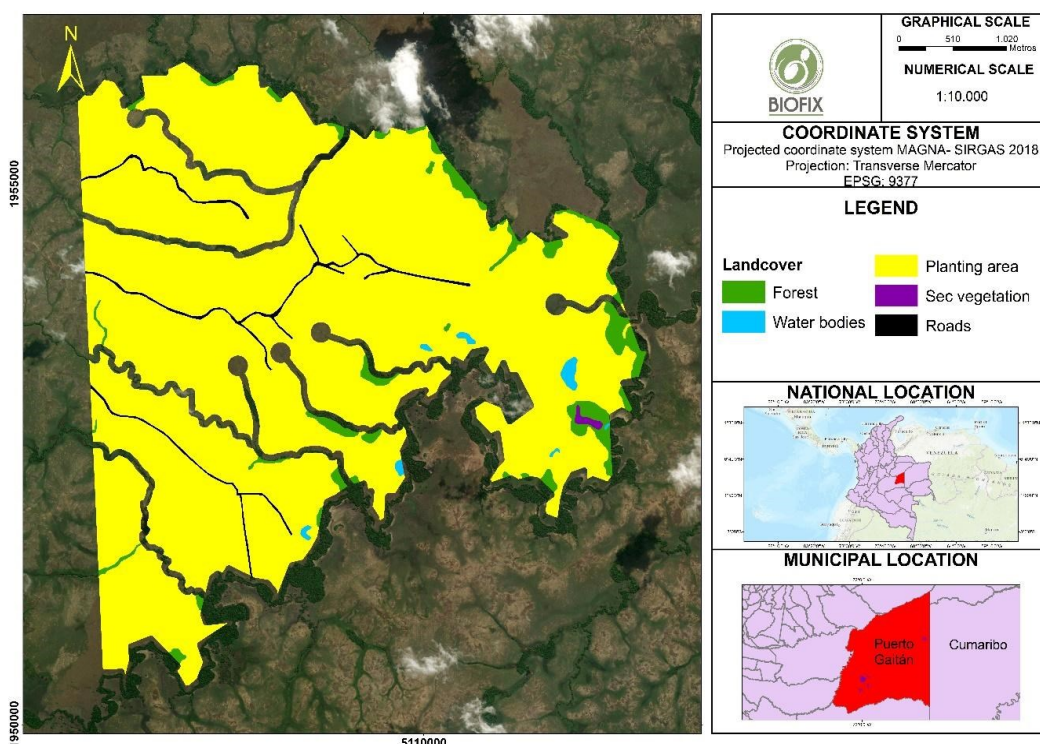 N
1955000
1950000
5110000
BIOFIX
GRAPHICAL SCALE
0 510 1.020
Metros
NUMERICAL SCALE
1:10.000
COORDINATE SYSTEM
Projected coordinate system MAGNA- SIRGAS 2018
Projection: Transverse Mercator
EPSG: 9377
LEGEND
Landcover
Forest
Water bodies
Planting area
Sec vegetation
Roads
NATIONAL LOCATION
VENEZUELA
MUNICIPAL LOCATION
Puerto
Gaitán
Cumaribo